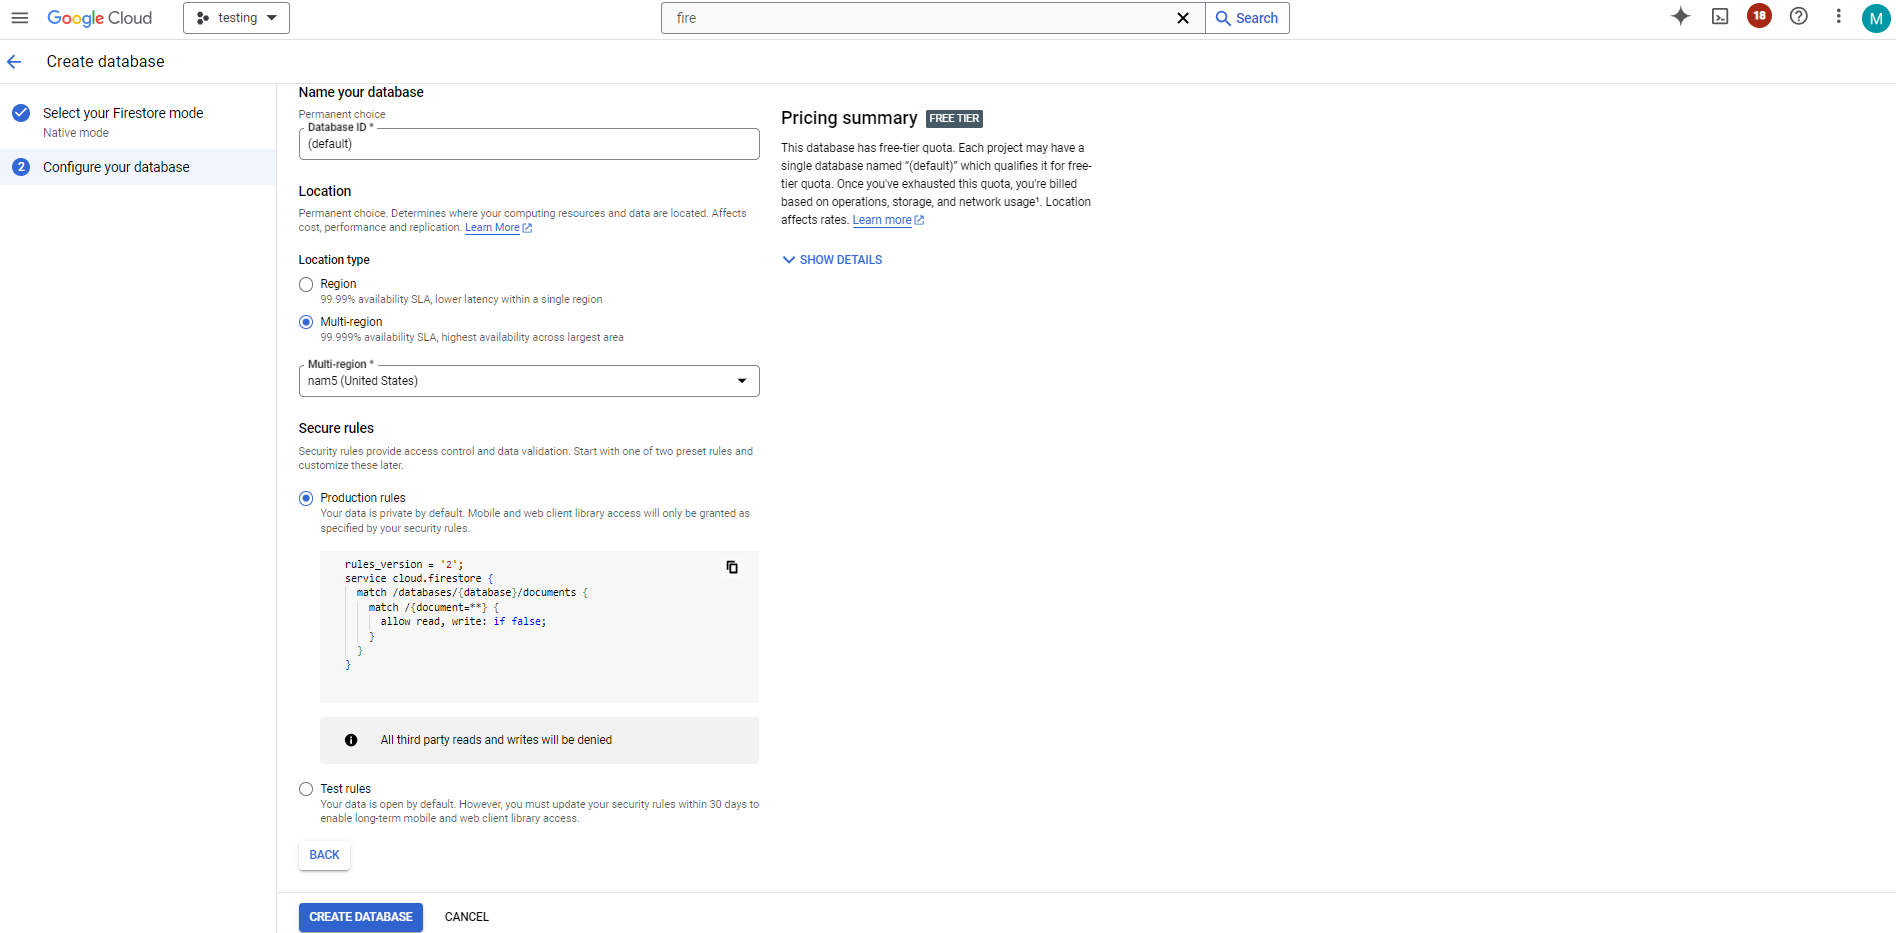 Google Cloud
testing
fire
Search
18
M
Create database
Select your Firestore mode
Native mode
2
Configure your database
Name your database
Permanent choice
Database ID *
(default)
Location
Permanent choice. Determines where your computing resources and data are located. Affects
cost, performance and replication. Learn More
Location type
Region
99.99% availability SLA, lower latency within a single region
Multi-region
99.999% availability SLA, highest availability across largest area
Multi-region *
nam5 (United States)
Secure rules
Security rules provide access control and data validation. Start with one of two preset rules and
customize these later.
Production rules
Your data is private by default. Mobile and web client library access will only be granted as
specified by your security rules.
rules_version = '2';
service cloud.firestore {
match /databases/{database}/documents {
match /{document=**} {
allow read, write: if false;
}
}
}
All third party reads and writes will be denied
Test rules
Your data is open by default. However, you must update your security rules within 30 days to
enable long-term mobile and web client library access.
BACK
CREATE DATABASE
CANCEL
Pricing summary
FREE TIER
This database has free-tier quota. Each project may have a
single database named “(default)” which qualifies it for free-
tier quota. Once you've exhausted this quota, you're billed
based on operations, storage, and network usage¹. Location
affects rates. Learn more
SHOW DETAILS